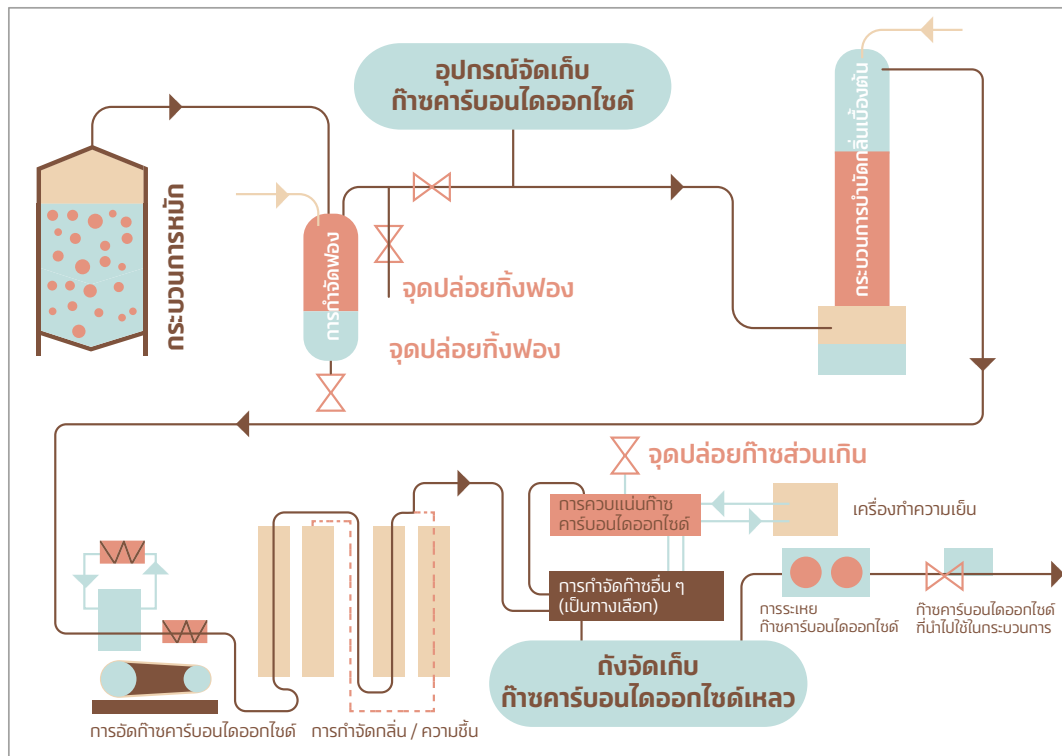 อุปกรณ์จัดเก็บ
ก๊าซคาร์บอนไดออกไซด์
กระบวนการหมัก
การกำจัดฟอง
กระบวนการบำบัดกลิ่นเบื้องต้น
จุดปล่อยทิ้งฟอง
จุดปล่อยทิ้งฟอง
จุดปล่อยก๊าซส่วนเกิน
การควบแน่นก๊าซ
คาร์บอนไดออกไซด์
เครื่องทำความเย็น
การกำจัดก๊าซอื่น ๆ
(เป็นทางเลือก)
การระเหย
ก๊าซคาร์บอนไดออกไซด์
ก๊าซคาร์บอนไดออกไซด์
ที่นำไปใช้ในกระบวนการ
ถังจัดเก็บ
ก๊าซคาร์บอนไดออกไซด์เหลว
การอัดก๊าซคาร์บอนไดออกไซด์
การกำจัดกลิ่น / ความชื้น